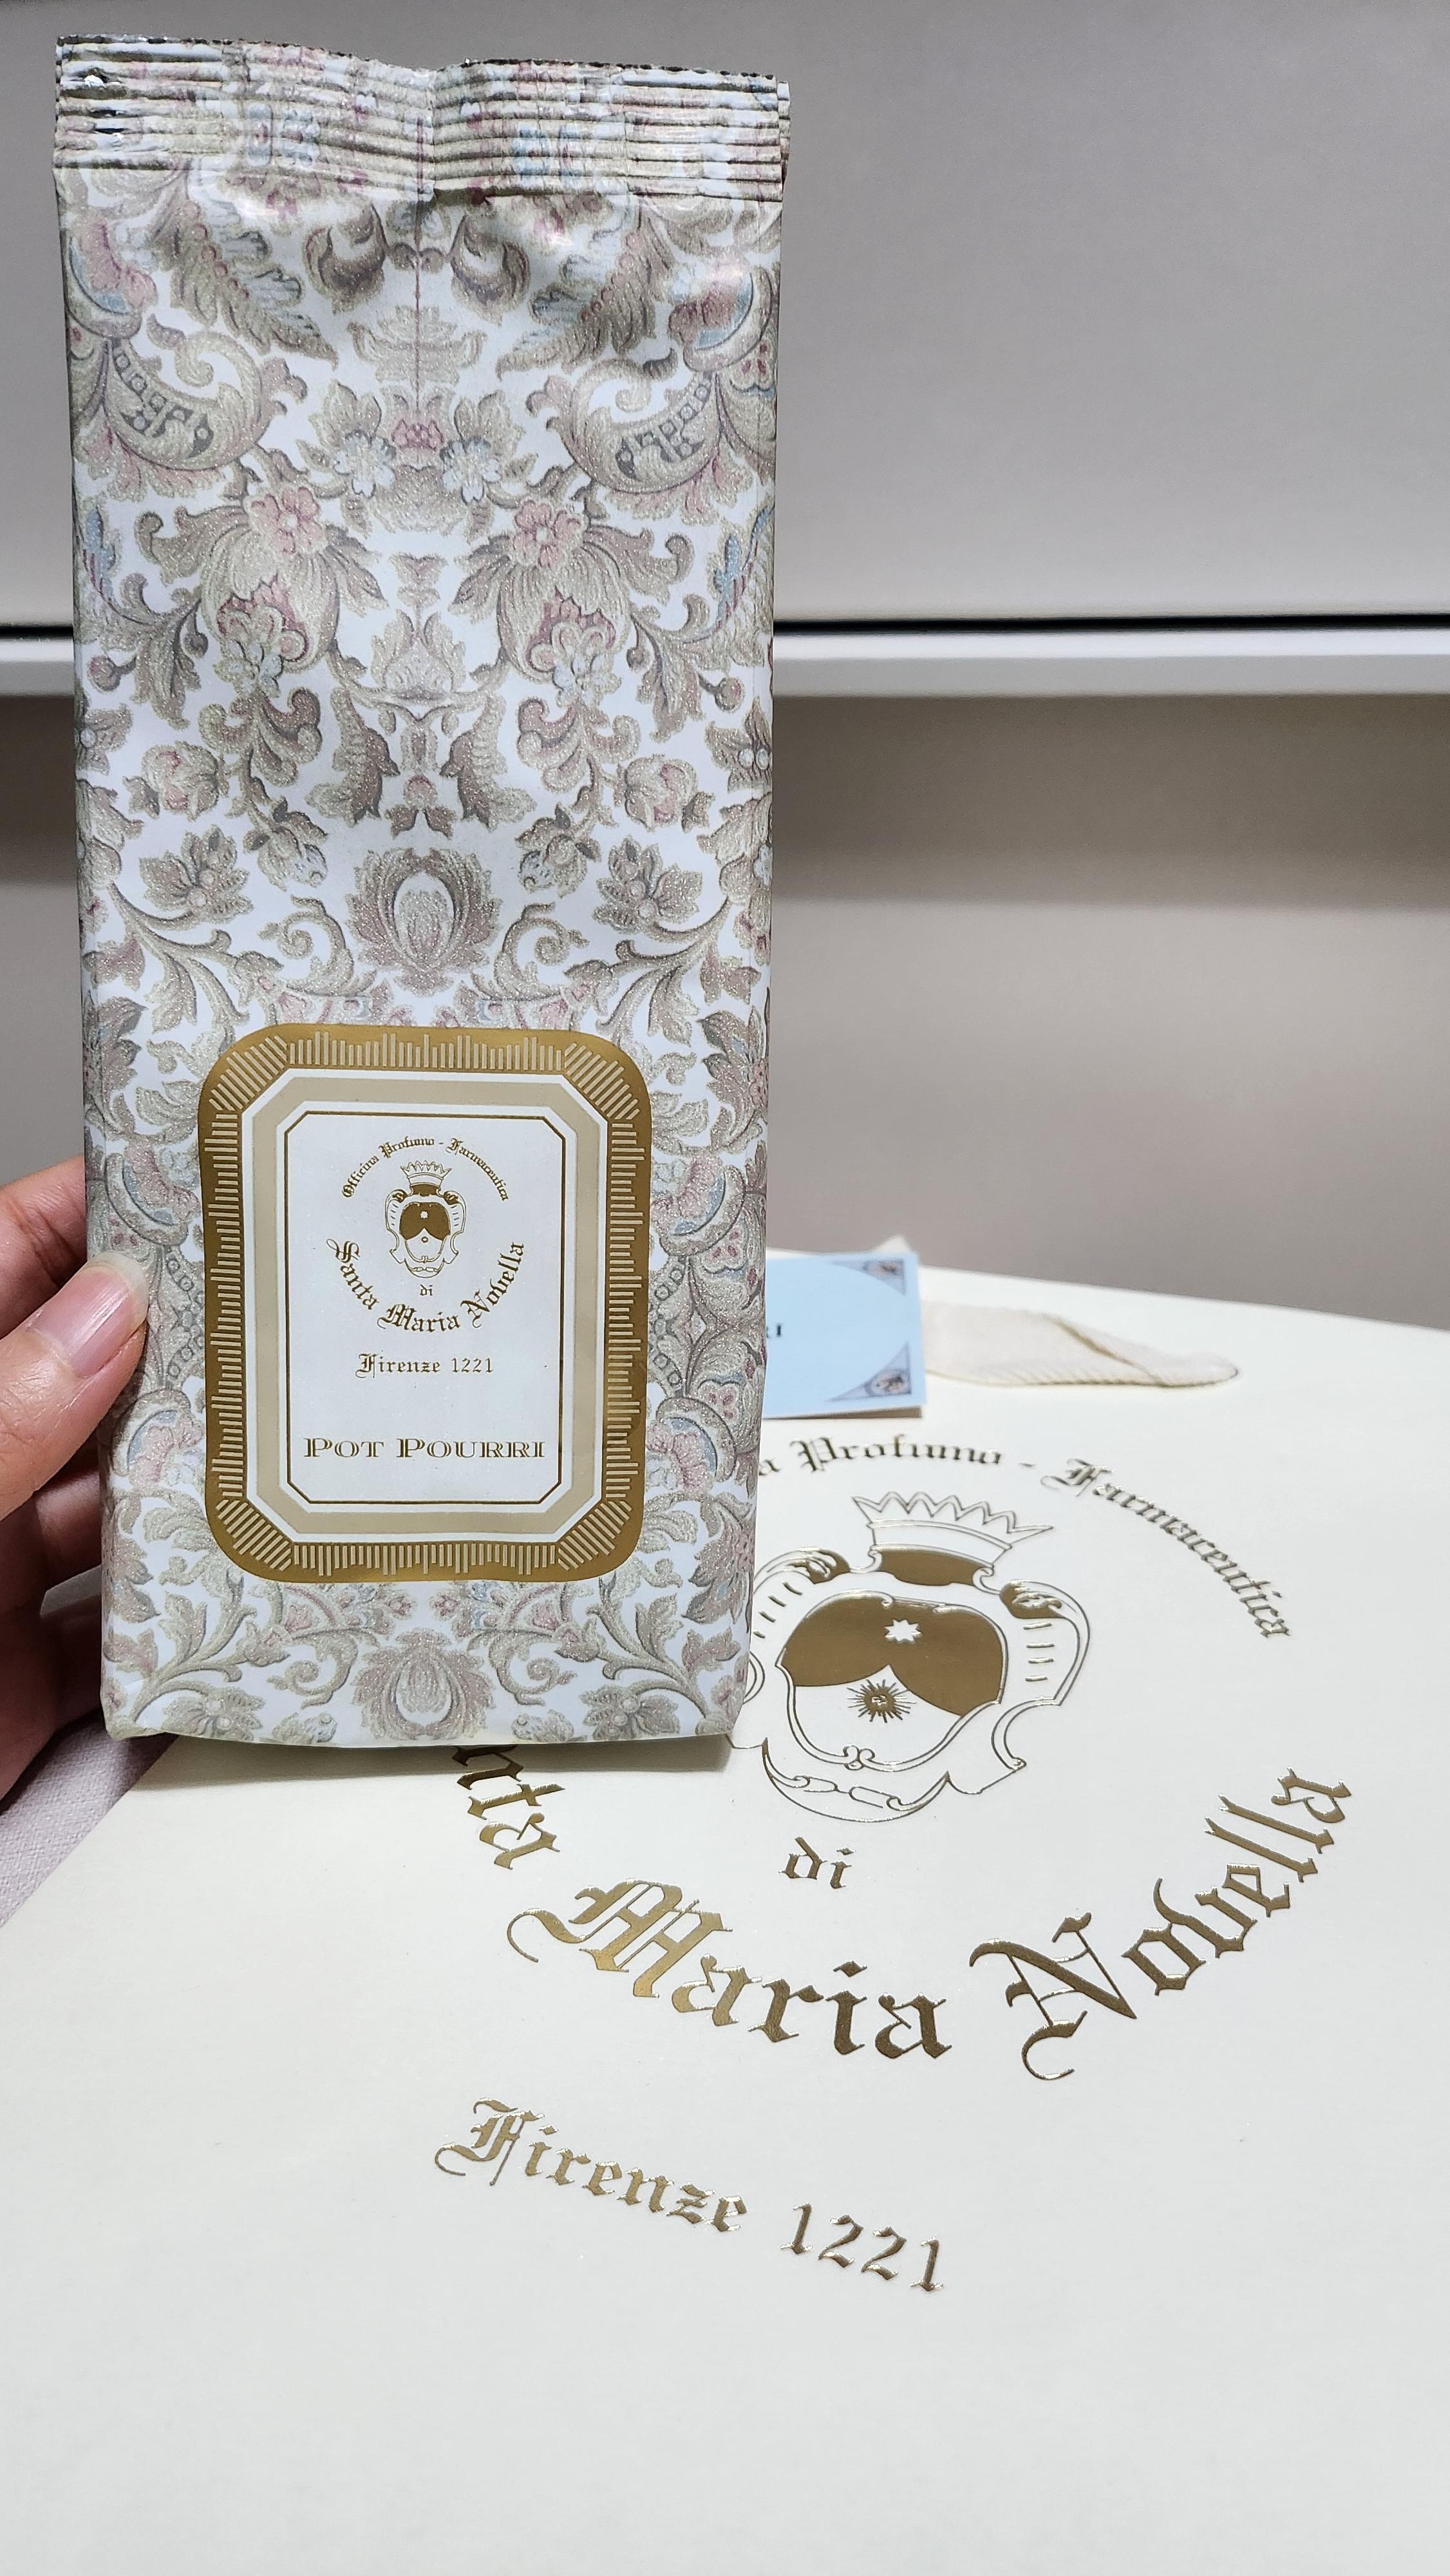 Officina Profumo - Farmaceutica
di
Santa Maria Novella
Firenze 1221
POT POURRI
Profumo - Farmaceutica
di
Maria Novella
Firenze 1221